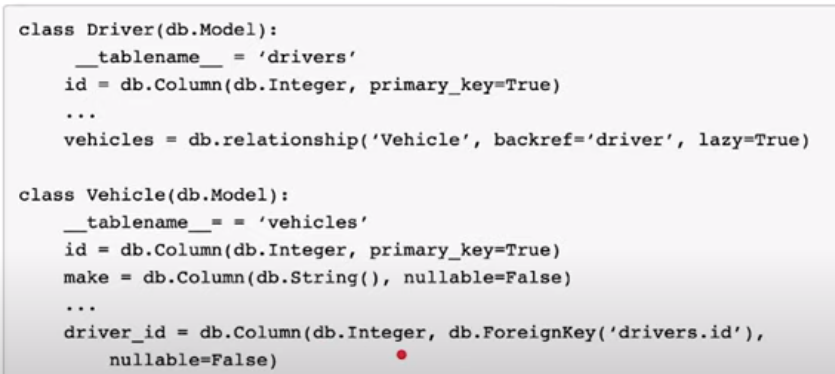 class Driver(db.Model):
__tablename__ = 'drivers'
id = db.Column(db.Integer, primary_key=True)
...
vehicles = db.relationship('Vehicle', backref='driver', lazy=True)
class Vehicle(db.Model):
__tablename__= = 'vehicles'
id = db.Column(db.Integer, primary_key=True)
make = db.Column(db.String(), nullable=False)
...
driver_id = db.Column(db.Integer, db.ForeignKey('drivers.id'),
nullable=False)